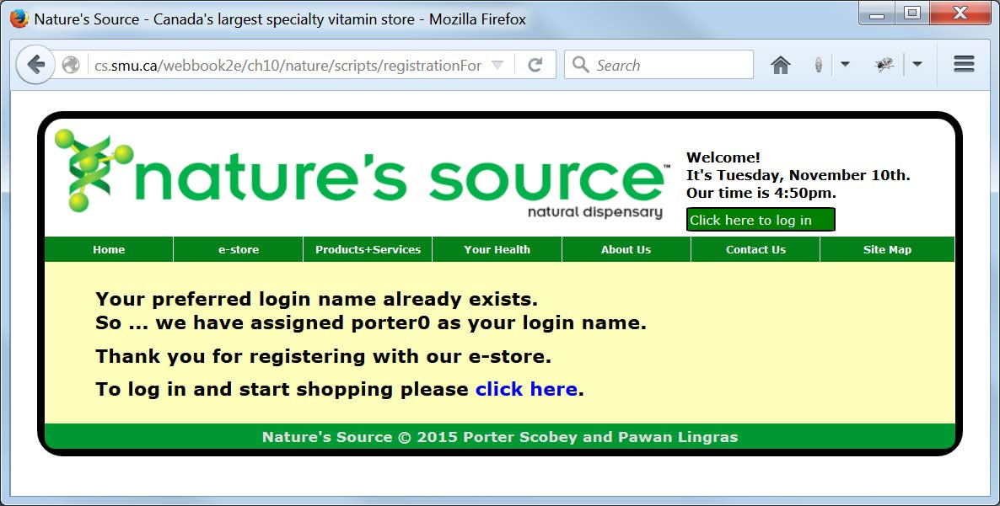 Nature's Source - Canada's largest specialty vitamin store - Mozilla Firefox
cs.smu.ca/webbook2e/ch10/nature/scripts/registrationFor
Search
nature's source™
natural dispensary
Welcome!
It's Tuesday, November 10th.
Our time is 4:50pm.
Click here to log in
Home
e-store
Products+Services
Your Health
About Us
Contact Us
Site Map
Your preferred login name already exists.
So ... we have assigned porter0 as your login name.
Thank you for registering with our e-store.
To log in and start shopping please click here.
Nature's Source © 2015 Porter Scobey and Pawan Lingras